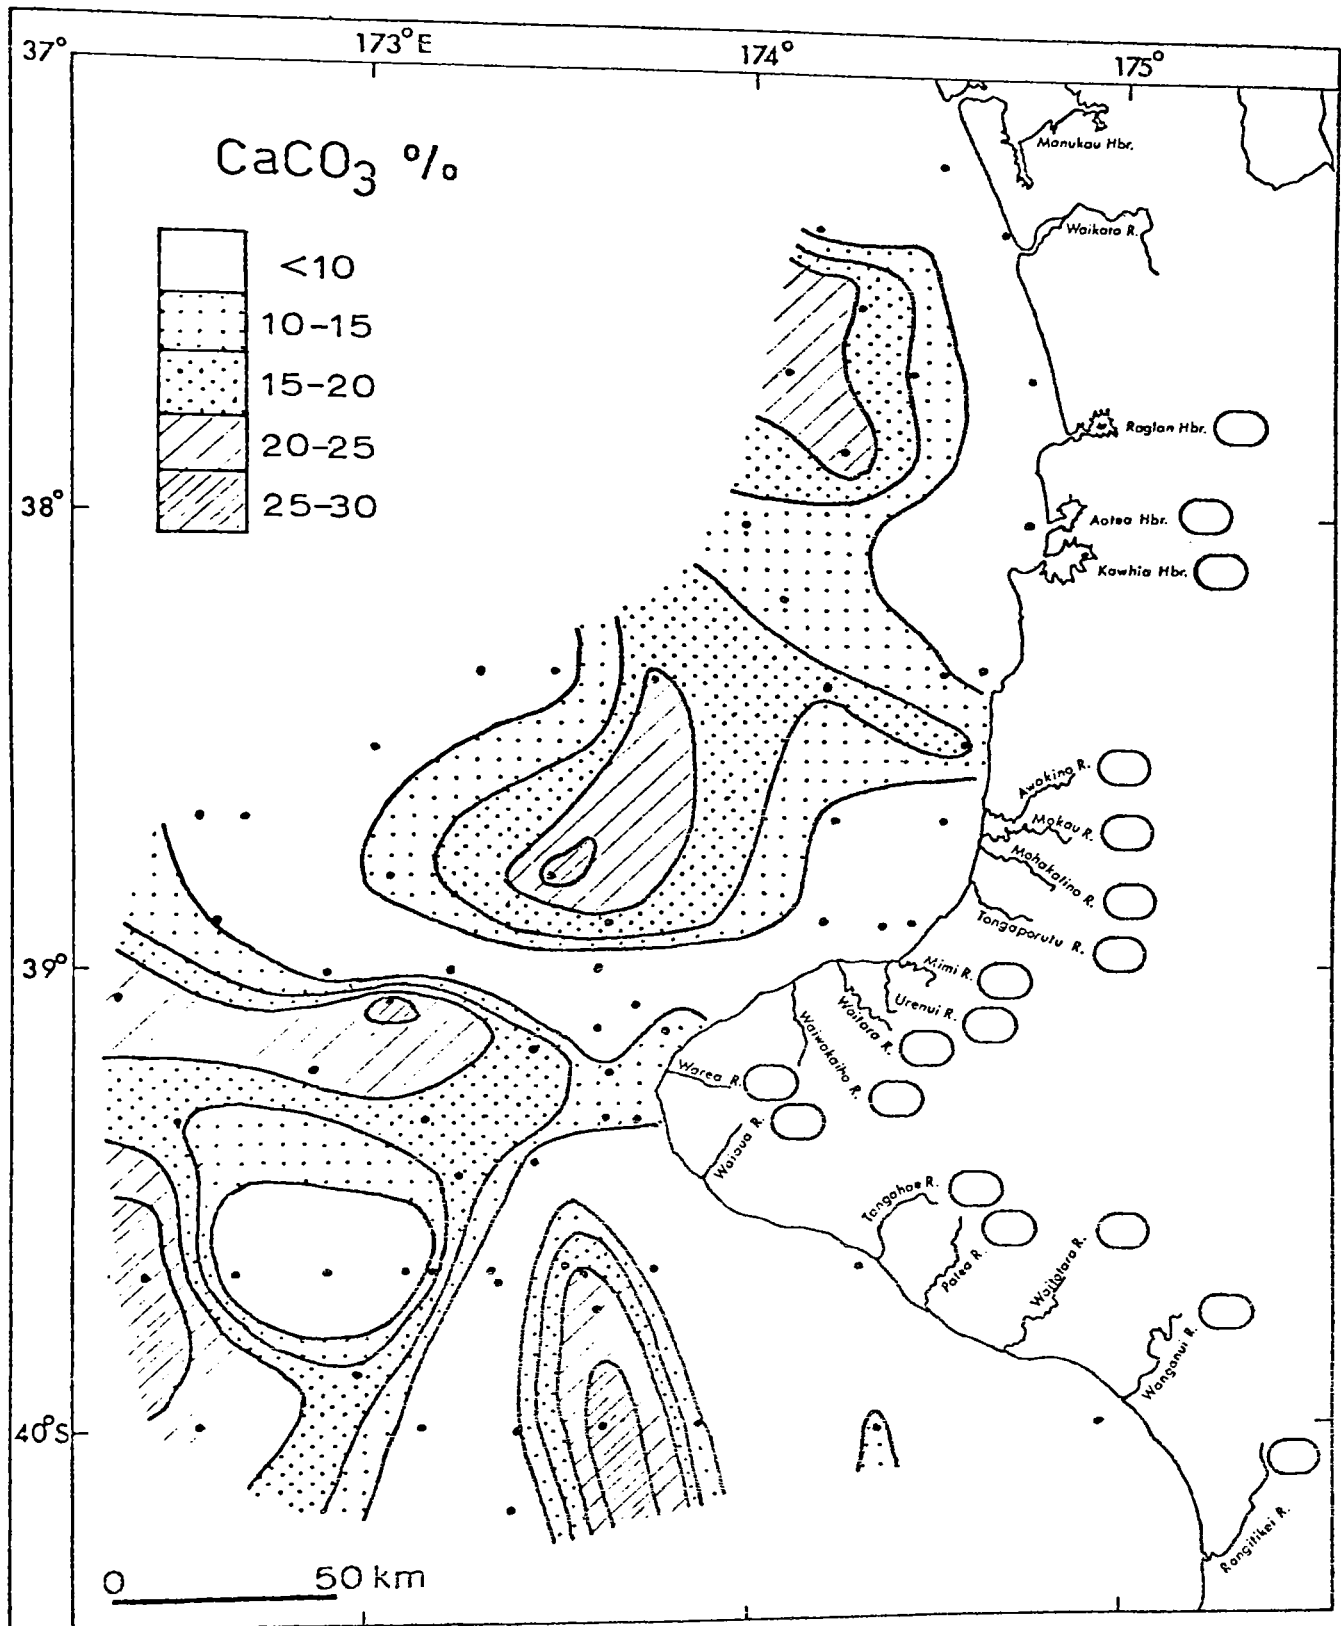 173°E
174°
175°
37°
CaCO3 %
<10
10-15
15-20
20-25
25-30
Manukau Hbr.
Waikato R.
Raglan Hbr.
38°
Aotea Hbr.
Kawhia Hbr.
Awakino R.
Mokau R.
Mohakatino R.
Tongaporutu R.
39°
Mimi R.
Urenui R.
Waitara R.
Waiwakaiho R.
Warea R.
Waiaua R.
Tangahoe R.
Patea R.
Waitotara R.
Wanganui R.
40°S
Rangitikei R.
0 50 km